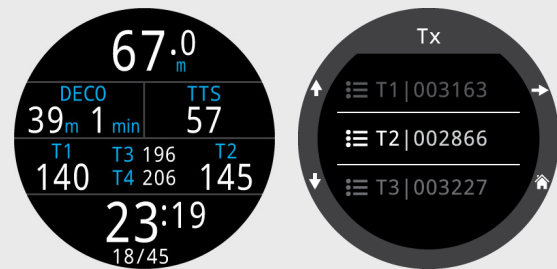 67.0
m
DECO TTS
39m 1 min 57
T1 T3 196 T2
140 T4 206 145
23:19
18/45
Tx
T1|003163
T2|002866
T3|003227